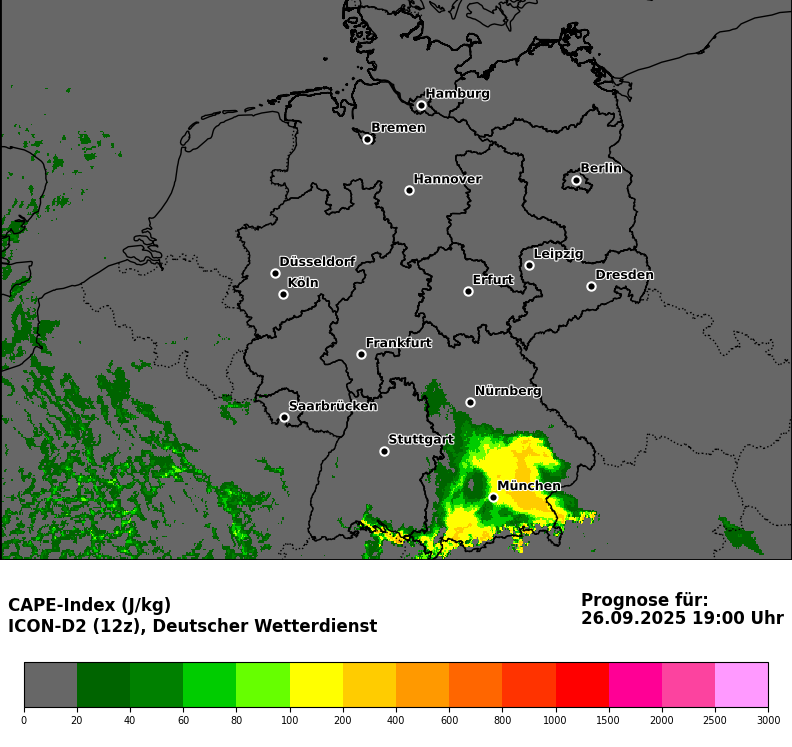 Hamburg
Bremen
Hannover
Berlin
Düsseldorf
Leipzig
Köln
Erfurt
Dresden
Frankfurt
Nürnberg
Saarbrücken
Stuttgart
München
CAPE-Index (J/kg)
ICON-D2 (12z), Deutscher Wetterdienst
Prognose für:
26.09.2025 19:00 Uhr
0 20 40 60 80 100 200 400 600 800 1000 1500 2000 2500 3000